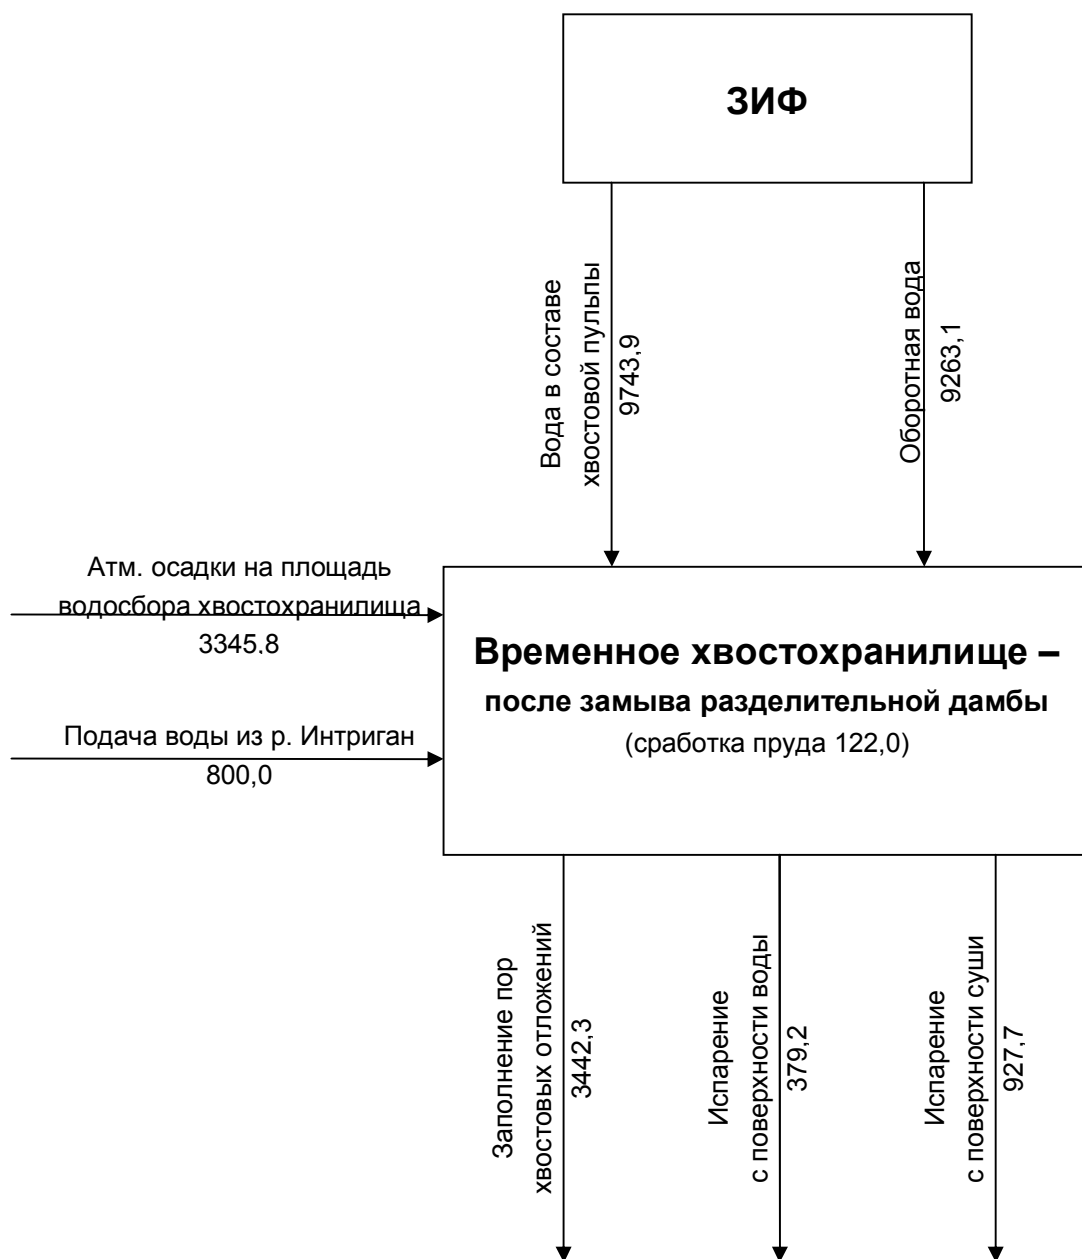 ЗИФ
Вода в составе
хвостовой пульпы
9743,9
Оборотная вода
9263,1
Атм. осадки на площадь
водосбора хвостохранилища
3345.8
Подача воды из р. Интриган
800,0
Временное хвостохранилище –
после замыва разделительной дамбы
(сработка пруда 122,0)
Заполнение пор
хвостовых отложений
3442,3
Испарение
с поверхности воды
379,2
Испарение
с поверхности суши
927,7